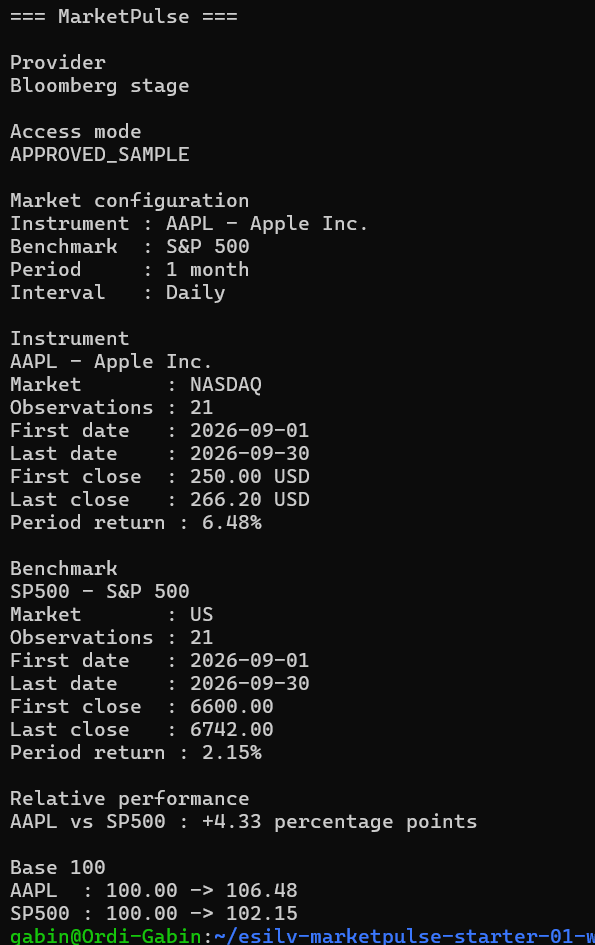 === MarketPulse ===
Provider
Bloomberg stage
Access mode
APPROVED_SAMPLE
Market configuration
Instrument : AAPL - Apple Inc.
Benchmark  : S&P 500
Period     : 1 month
Interval   : Daily
Instrument
AAPL - Apple Inc.
Market       : NASDAQ
Observations : 21
First date   : 2026-09-01
Last date    : 2026-09-30
First close  : 250.00 USD
Last close   : 266.20 USD
Period return : 6.48%
Benchmark
SP500 - S&P 500
Market       : US
Observations : 21
First date   : 2026-09-01
Last date    : 2026-09-30
First close  : 6600.00
Last close   : 6742.00
Period return : 2.15%
Relative performance
AAPL vs SP500 : +4.33 percentage points
Base 100
AAPL  : 100.00 -> 106.48
SP500 : 100.00 -> 102.15
gabin@Ordi-Gabin:~/esilv-marketpulse-starter-01-w